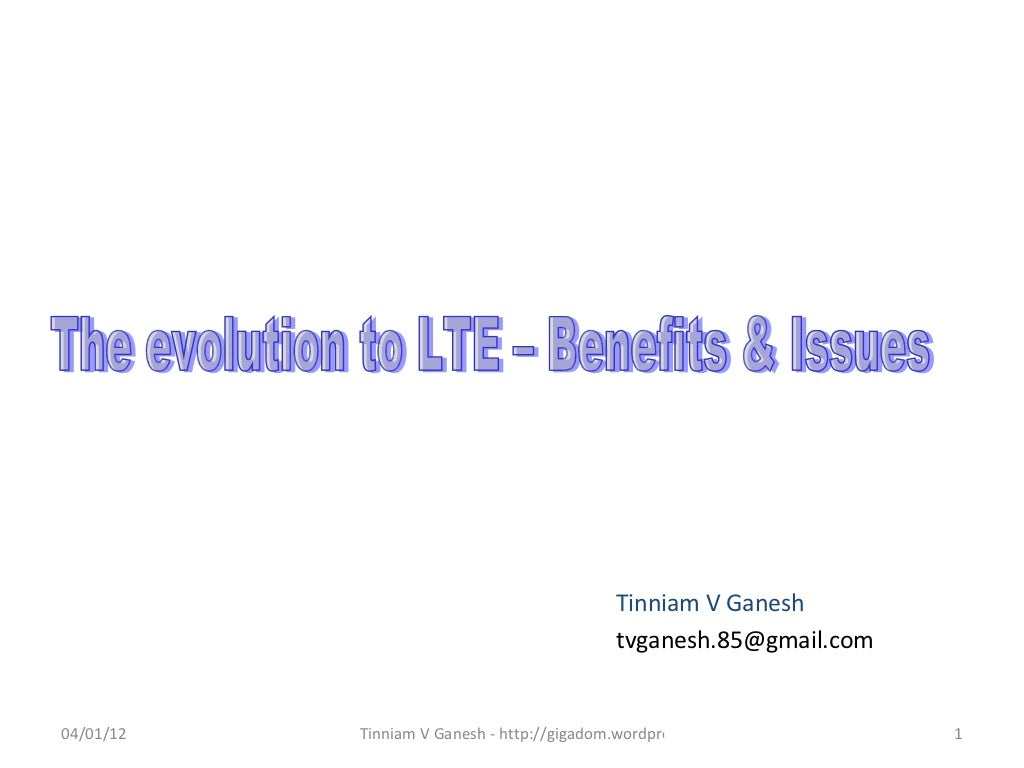 The evolution to LTE – Benefits & Issues
Tinniam V Ganesh
tvganesh.85@gmail.com
04/01/12
Tinniam V Ganesh - http://gigadom.wordpre
1